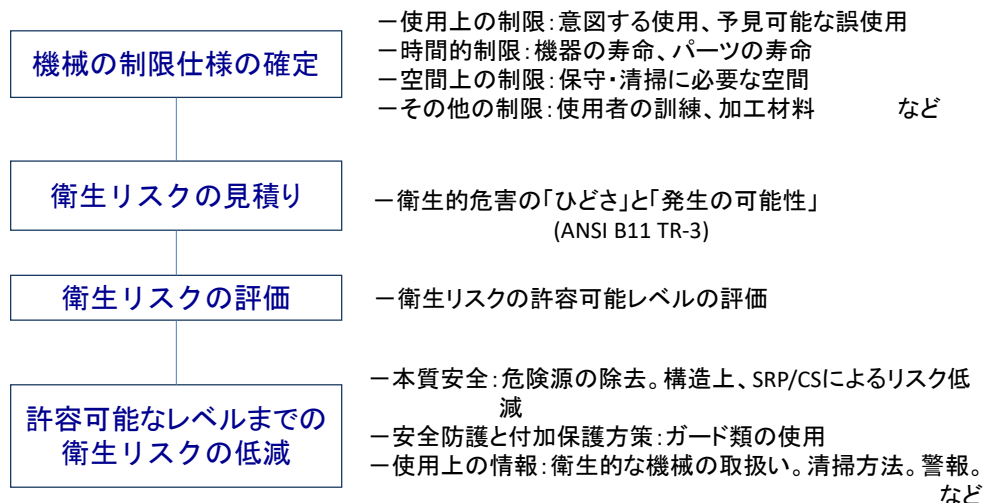 機械の制限仕様の確定
－使用上の制限：意図する使用、予見可能な誤使用
－時間的制限：機器の寿命、パーツの寿命
－空間上の制限：保守・清掃に必要な空間
－その他の制限：使用者の訓練、加工材料 など
衛生リスクの見積り
－衛生的危害の「ひどさ」と「発生の可能性」
(ANSI B11 TR-3)
衛生リスクの評価
－衛生リスクの許容可能レベルの評価
許容可能なレベルまでの
衛生リスクの低減
－本質安全：危険源の除去。構造上、SRP/CSによるリスク低
減
－安全防護と付加保護方策：ガード類の使用
－使用上の情報：衛生的な機械の取扱い。清掃方法。警報。
など